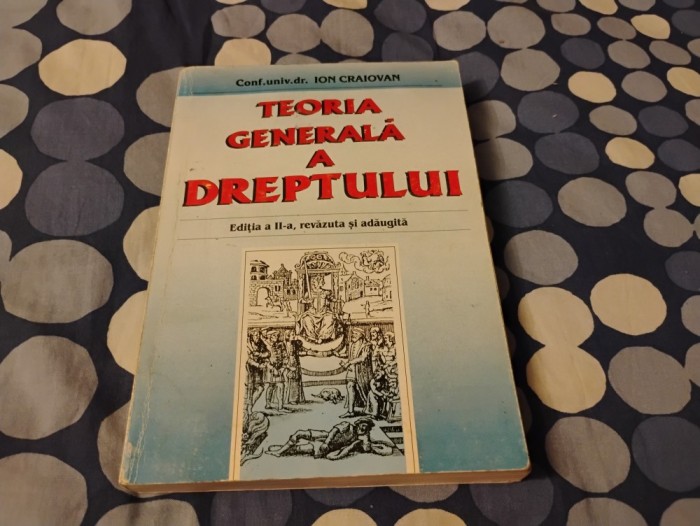 Conf.univ.dr. ION CRAIOVAN
TEORIA
GENERALĂ
A
DREPTULUI
Ediția a II-a, revăzuta și adăugită